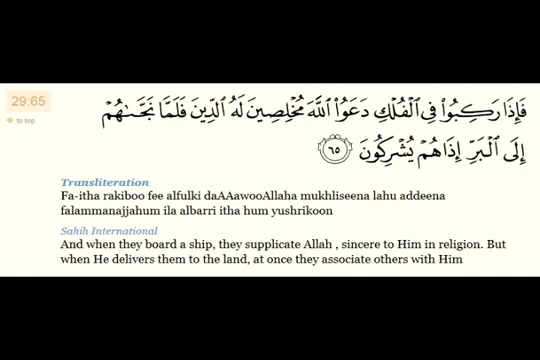 29:65
to top
فَإِذَا رَكِبُوا۟ فِى ٱلْفُلْكِ دَعَوُا۟ ٱللَّهَ مُخْلِصِينَ لَهُ ٱلدِّينَ فَلَمَّا نَجَّىٰهُمْ
إِلَى ٱلْبَرِّ إِذَا هُمْ يُشْرِكُونَ ٦٥
Transliteration
Fa-itha rakiboo fee alfulki daAAawooAllaha mukhliseena lahu addeena
falammanajjahum ila albarri itha hum yushrikoon
Sahih International
And when they board a ship, they supplicate Allah , sincere to Him in religion. But
when He delivers them to the land, at once they associate others with Him